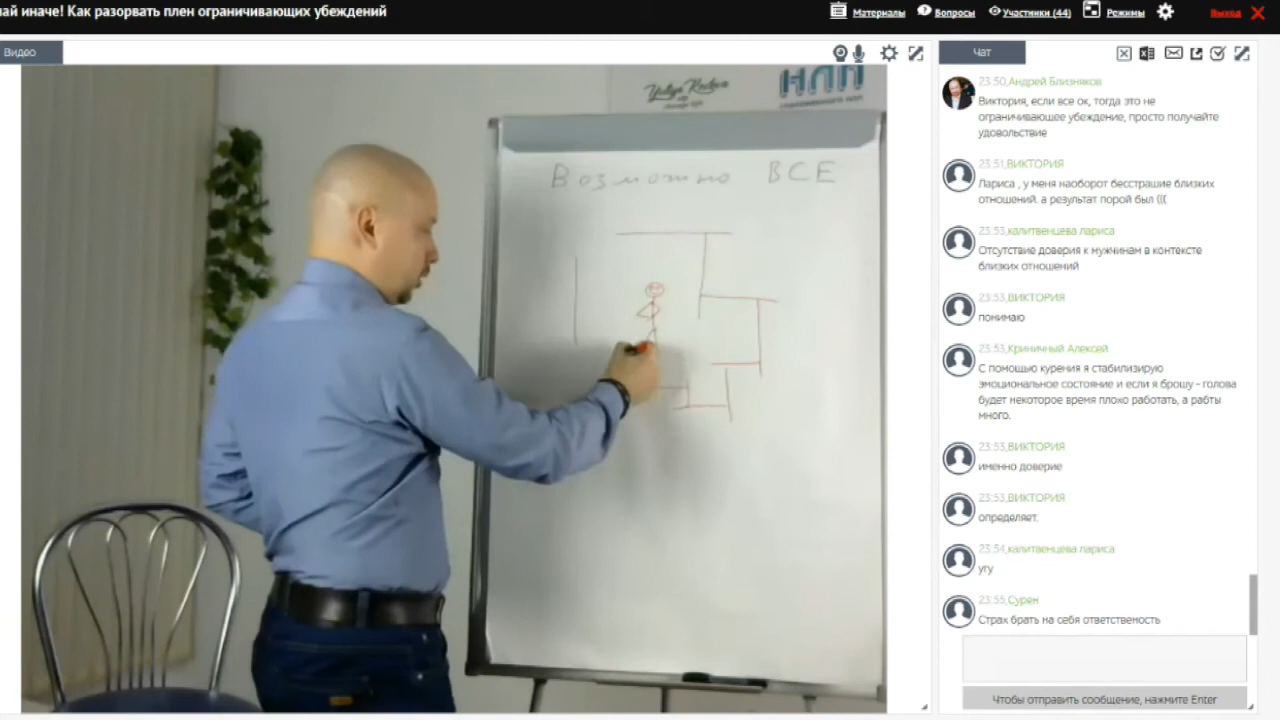 ай иначе! Как разорвать плен ограничивающих убеждений
Материалы
Вопросы
Участники (44)
Режимы
Выход
Видео
Чат
НЛП
Возможно ВСЕ
23:50, Андрей Близняков
Виктория, если все ок, тогда это не
ограничивающее убеждение, просто получайте
удовольствие
23:51, ВИКТОРИЯ
Лариса , у меня наоборот бесстрашие близких
отношений. а результат порой был (((
23:53, калитвенцева лариса
Отсутствие доверия к мужчинам в контексте
близких отношений
23:53, ВИКТОРИЯ
понимаю
23:53, Криничный Алексей
С помощью курения я стабилизирую
эмоциональное состояние и если я брошу - голова
будет некоторое время плохо работать, а рабты
много.
23:53, ВИКТОРИЯ
именно доверие
23:53, ВИКТОРИЯ
определяет.
23:54, калитвенцева лариса
угу
23:55, Сурен
Страх брать на себя ответственость
Чтобы отправить сообщение, нажмите Enter